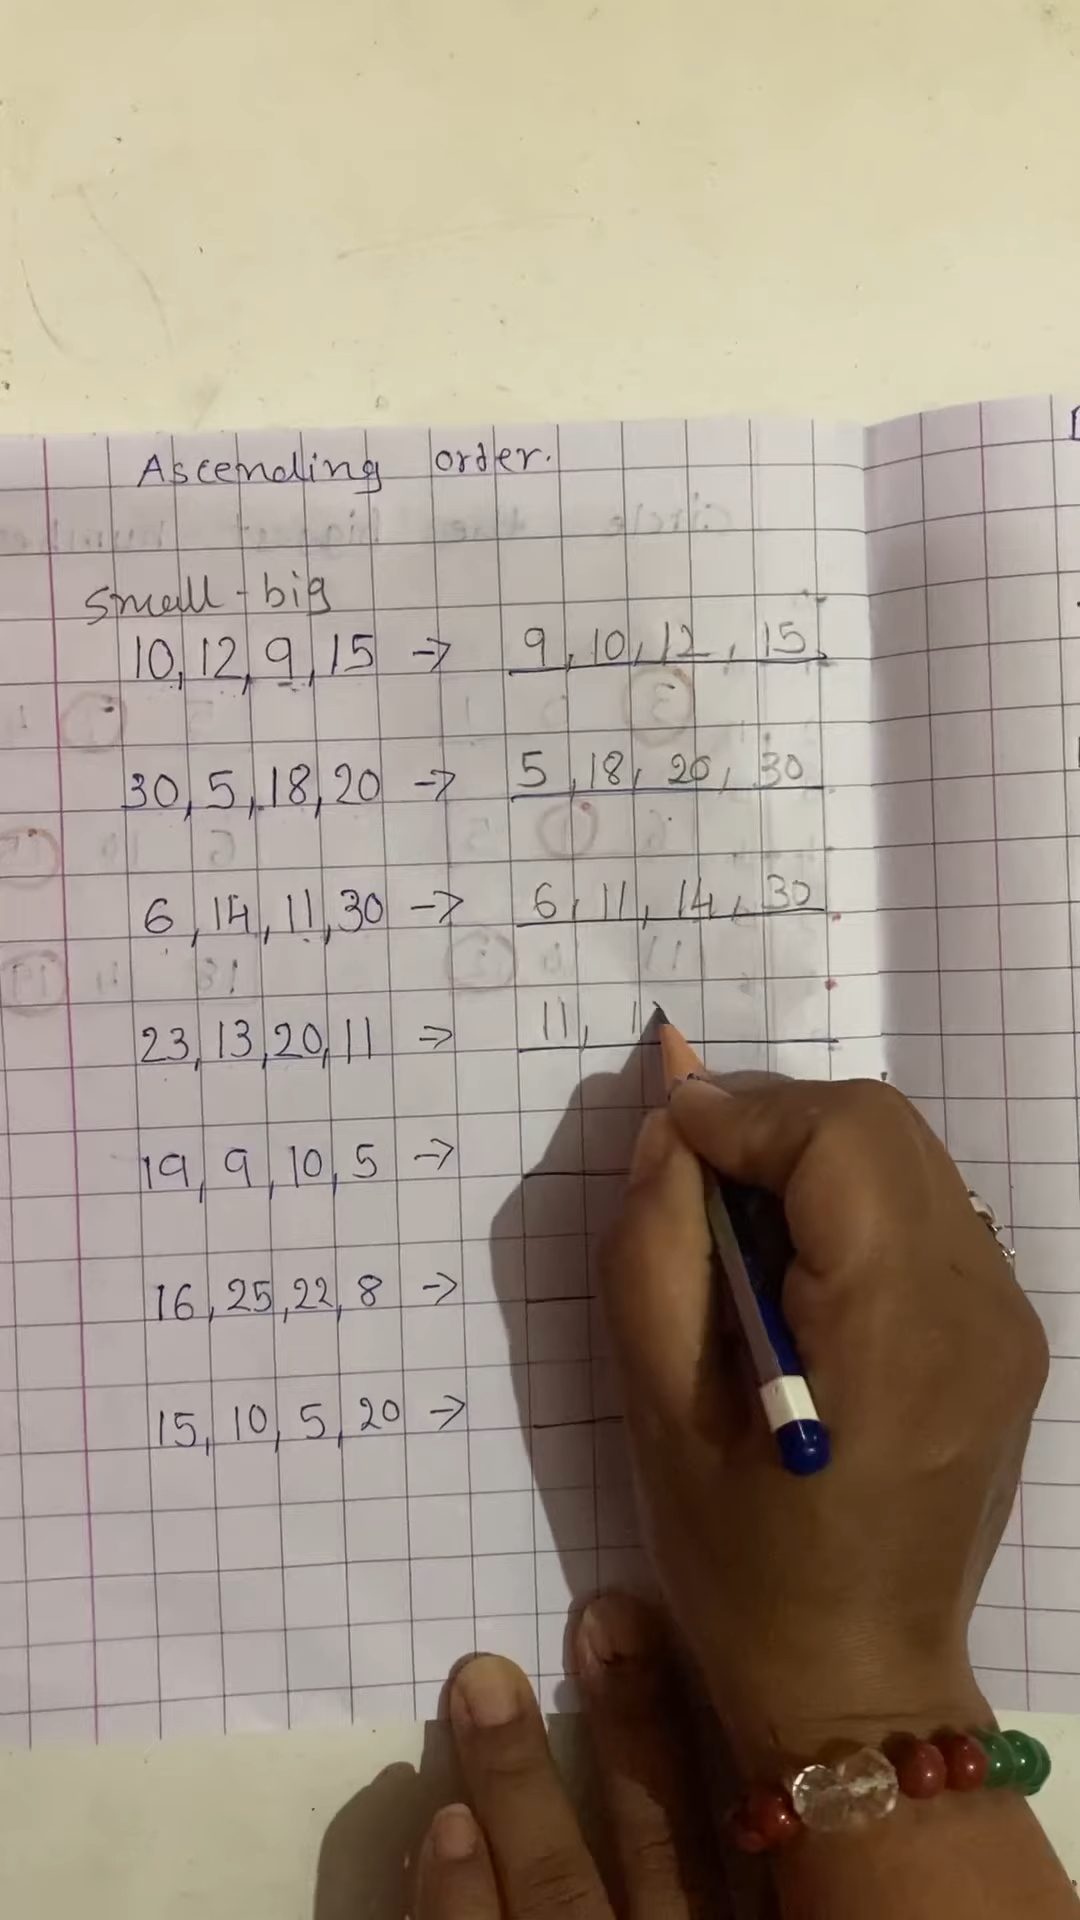 Ascending order.
Small - big
10, 12, 9, 15 → 9, 10, 12, 15
30, 5, 18, 20 → 5, 18, 20, 30
6, 14, 11, 30 → 6, 11, 14, 30
23, 13, 20, 11 → 11, 1
19, 9, 10, 5 →
16, 25, 22, 8 →
15, 10, 5, 20 →